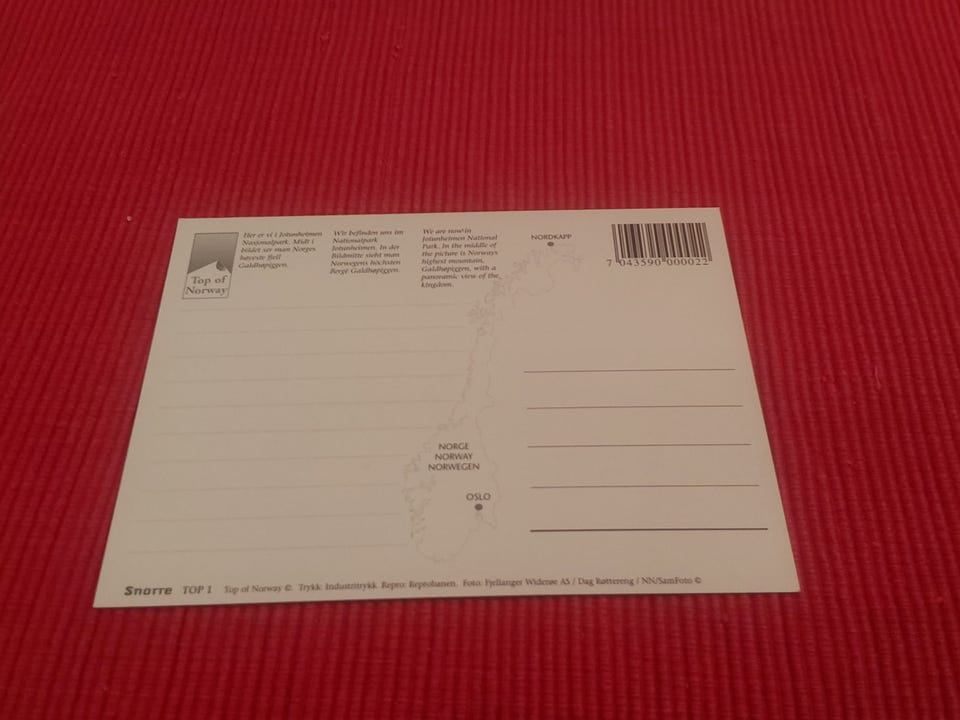 Top of
Norway
Her er vi i Jotunheimen
Nasjonalpark. Midt i
bildet ser man Norges
høyeste fjell
Galdhøpiggen.
Wir befinden uns im
Nationalpark
Jotunheimen. In der
Bildmitte sieht man
Norwegens höchsten
Berge Galdhøpiggen.
We are now in
Jotunheimen National
Park. In the middle of
the picture is Norways
highest mountain,
Galdhøpiggen, with a
panoramic view of the
kingdom.
NORDKAPP
7 043590 000022
NORGE
NORWAY
NORWEGEN
OSLO
Snorre TOP 1 Top of Norway ©. Trykk: Industritrykk. Repro: Reprobanen. Foto: Fjellanger Widerøe AS / Dag Røttereng / NN/SamFoto ©